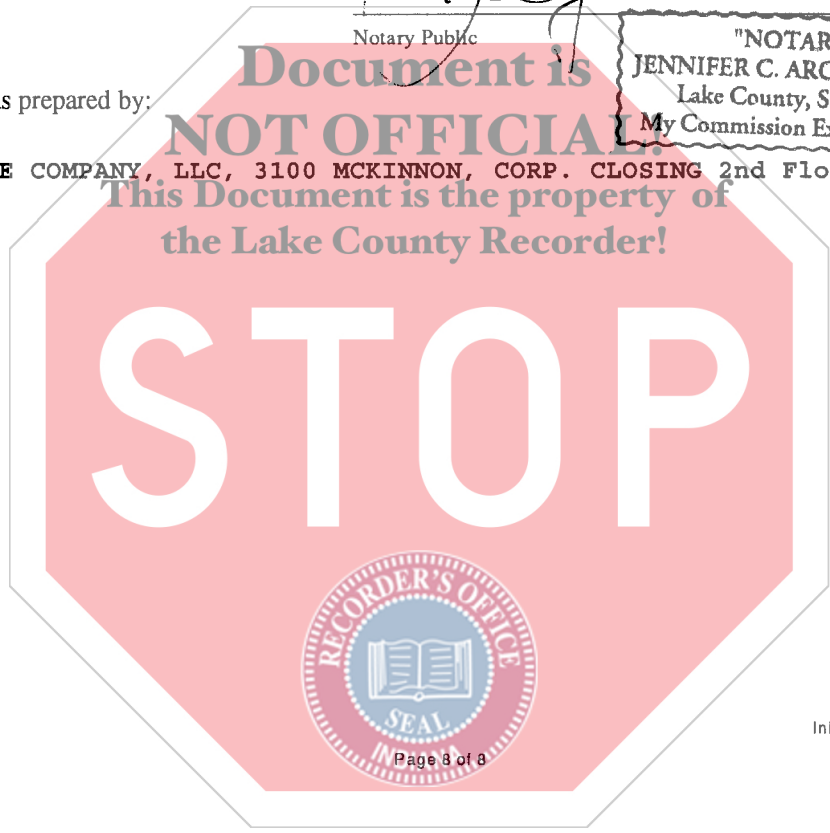 Notary Public
"NOTAR
JENNIFER C. ARC
Lake County, S
My Commission Ex
Document is
s prepared by:
NOT OFFICIAL!
E COMPANY, LLC, 3100 MCKINNON, CORP. CLOSING 2nd Flo
This Document is the property of
the Lake County Recorder!
STOP
RECORDER'S OFFICE
SEAL
INDIANA
Ini
Page 8 of 8